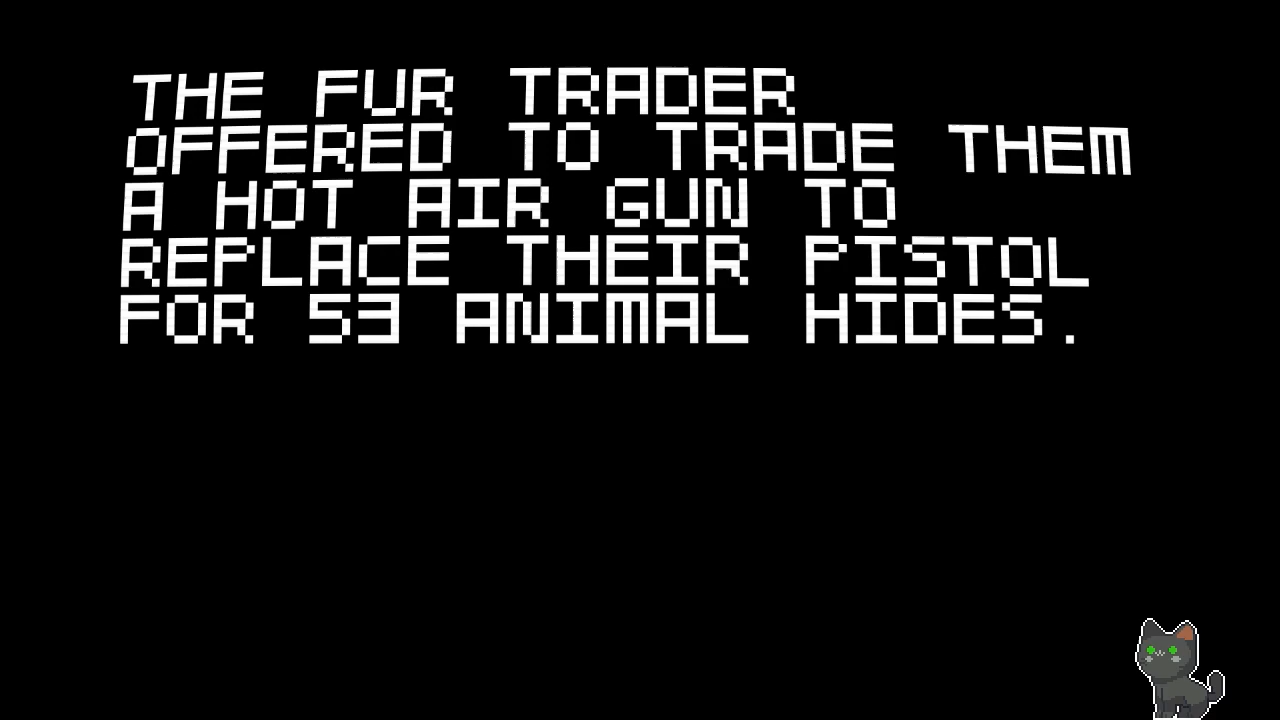 THE FUR TRADER
OFFERED TO TRADE THEM
A HOT AIR GUN TO
REPLACE THEIR PISTOL
FOR 53 ANIMAL HIDES.